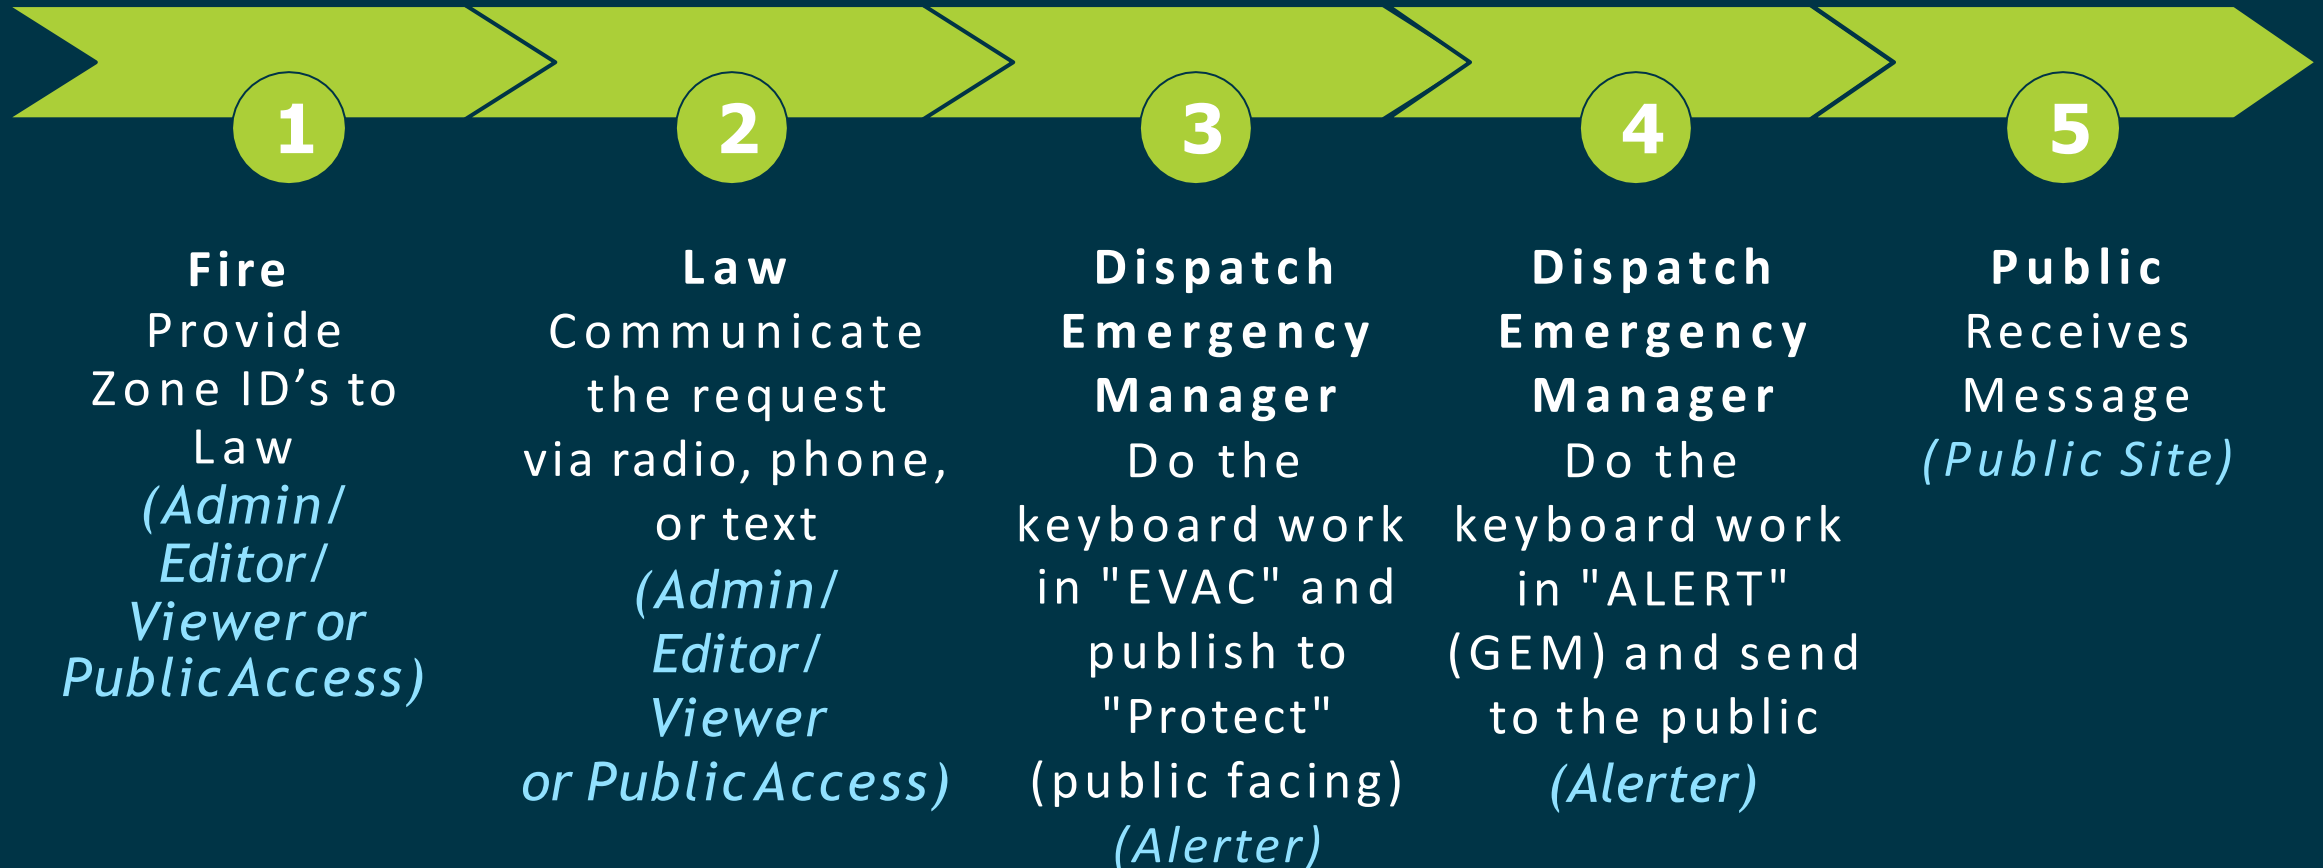 1
Fire
Provide
Zone ID’s to
Law
(Admin/
Editor/
Viewer or
Public Access)
2
Law
Communicate
the request
via radio, phone,
or text
(Admin/
Editor/
Viewer
or Public Access)
3
Dispatch
Emergency
Manager
Do the
keyboard work
in "EVAC" and
publish to
"Protect"
(public facing)
(Alerter)
4
Dispatch
Emergency
Manager
Do the
keyboard work
in "ALERT"
(GEM) and send
to the public
(Alerter)
5
Public
Receives
Message
(Public Site)